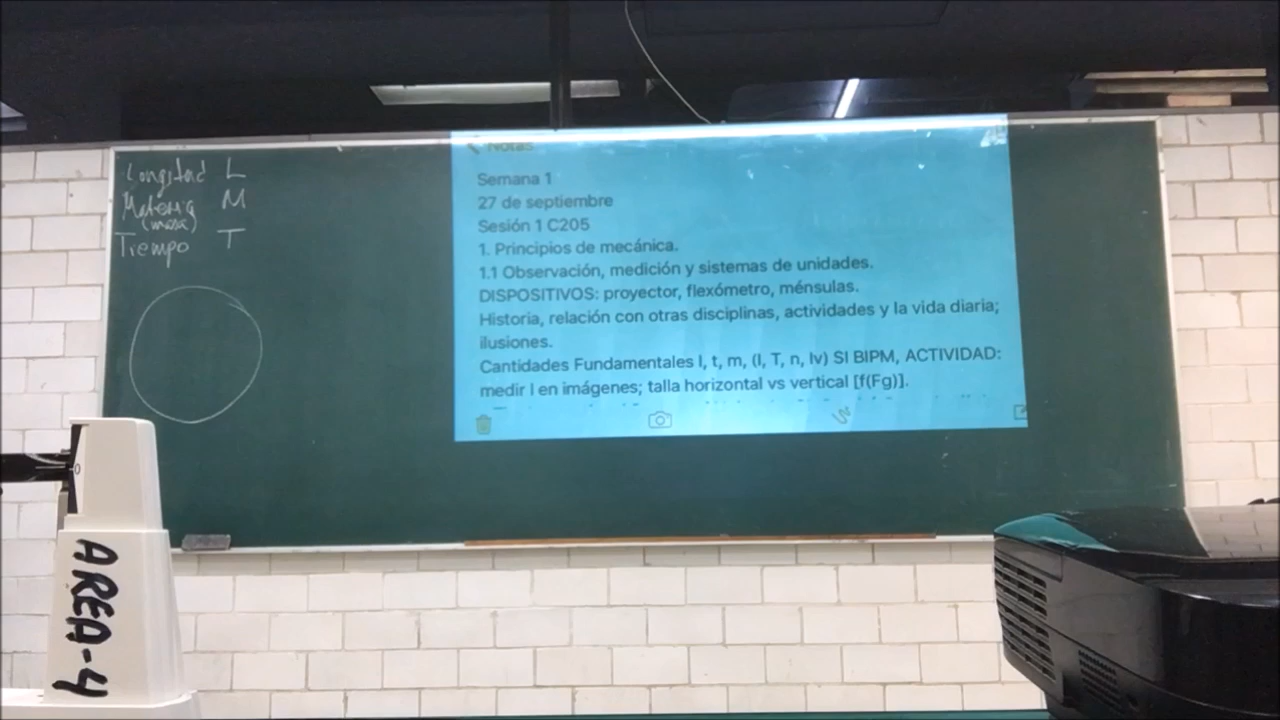 Longitud L
Materia M
(masa)
Tiempo T
Notas
Semana 1
27 de septiembre
Sesión 1 C205
1. Principios de mecánica.
1.1 Observación, medición y sistemas de unidades.
DISPOSITIVOS: proyector, flexómetro, ménsulas.
Historia, relación con otras disciplinas, actividades y la vida diaria;
ilusiones.
Cantidades Fundamentales l, t, m, (I, T, n, Iv) SI BIPM, ACTIVIDAD:
medir l en imágenes; talla horizontal vs vertical [f(Fg)].
AREA-4